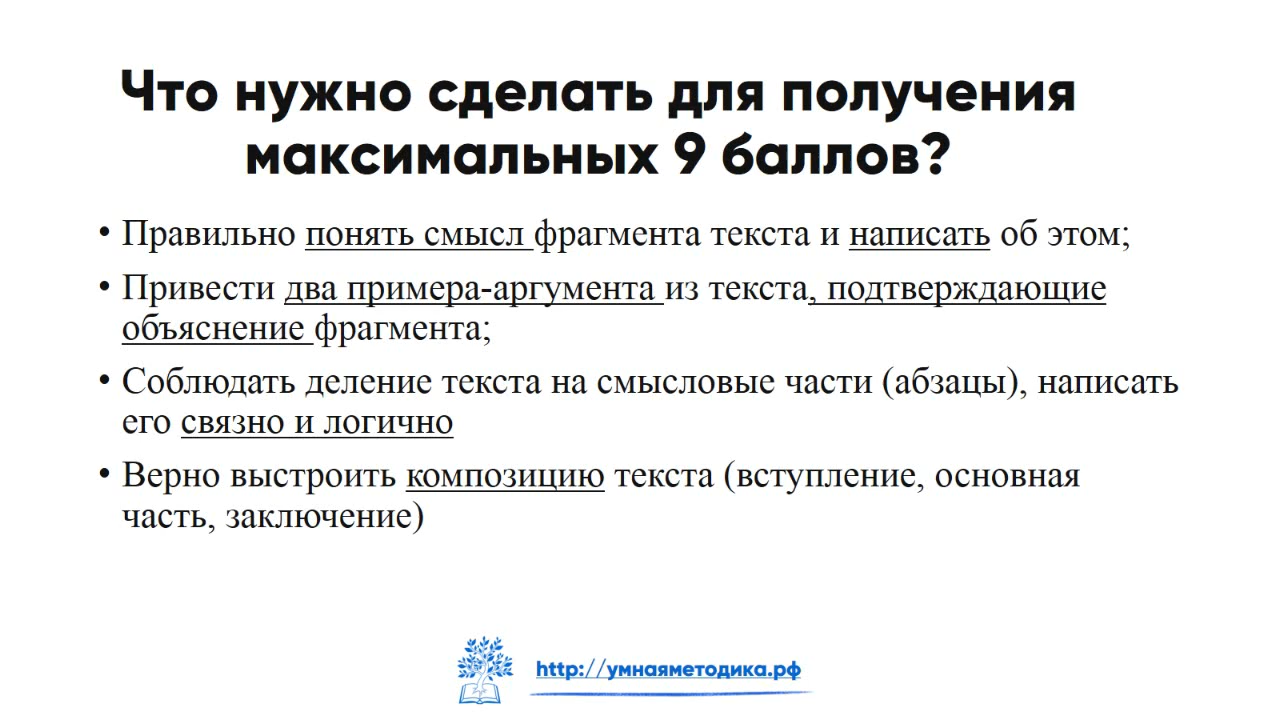 Что нужно сделать для получения
максимальных 9 баллов?
• Правильно понять смысл фрагмента текста и написать об этом;
• Привести два примера-аргумента из текста, подтверждающие
объяснение фрагмента;
• Соблюдать деление текста на смысловые части (абзацы), написать
его связно и логично
• Верно выстроить композицию текста (вступление, основная
часть, заключение)
http://умнаяметодика.рф